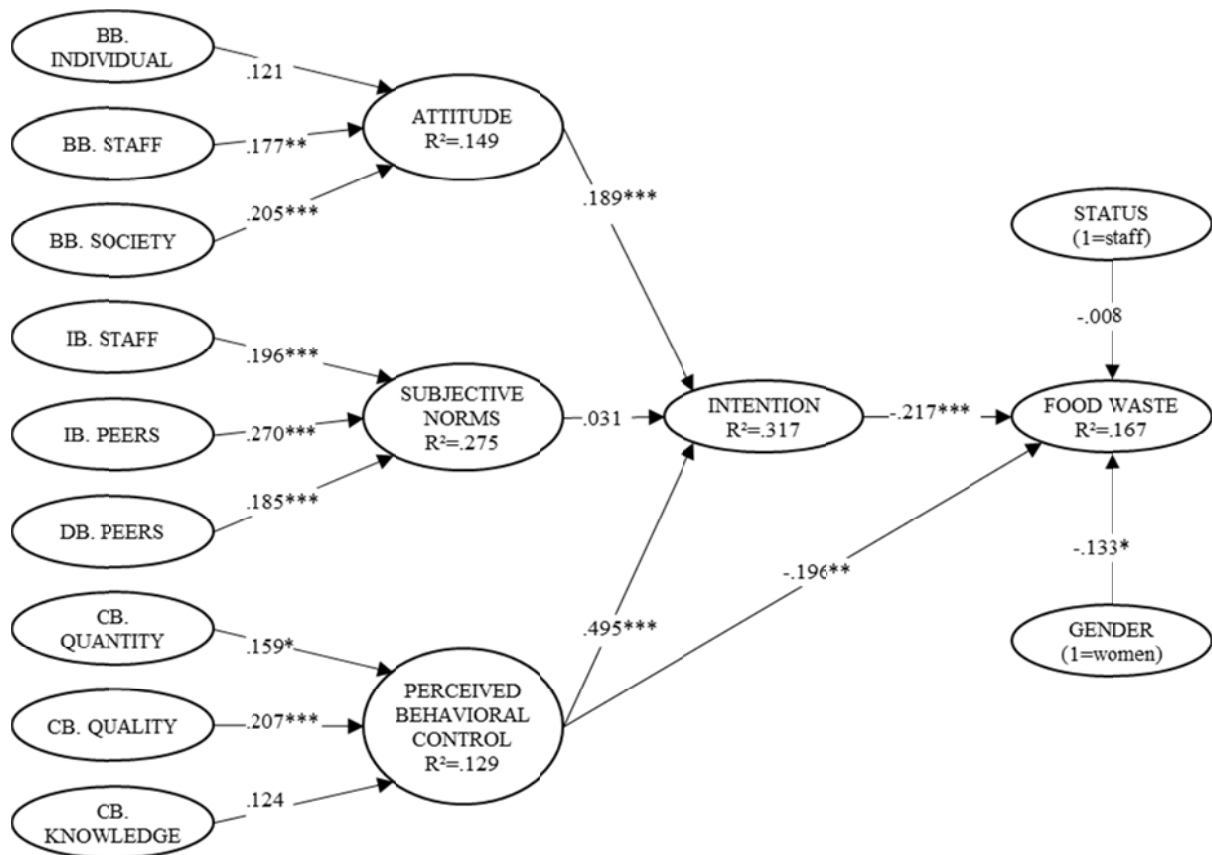 BB.
INDIVIDUAL
.121
BB. STAFF
.177**
BB. SOCIETY
.205***
ATTITUDE
R²=.149
.189***
IB. STAFF
.196***
IB. PEERS
.270***
DB. PEERS
.185***
SUBJECTIVE
NORMS
R²=.275
.031
CB.
QUANTITY
.159*
CB. QUALITY
.207***
CB.
KNOWLEDGE
.124
PERCEIVED
BEHAVIORAL
CONTROL
R²=.129
.495***
-.196**
INTENTION
R²=.317
-.217***
STATUS
(1=staff)
-.008
FOOD WASTE
R²=.167
-.133*
GENDER
(1=women)